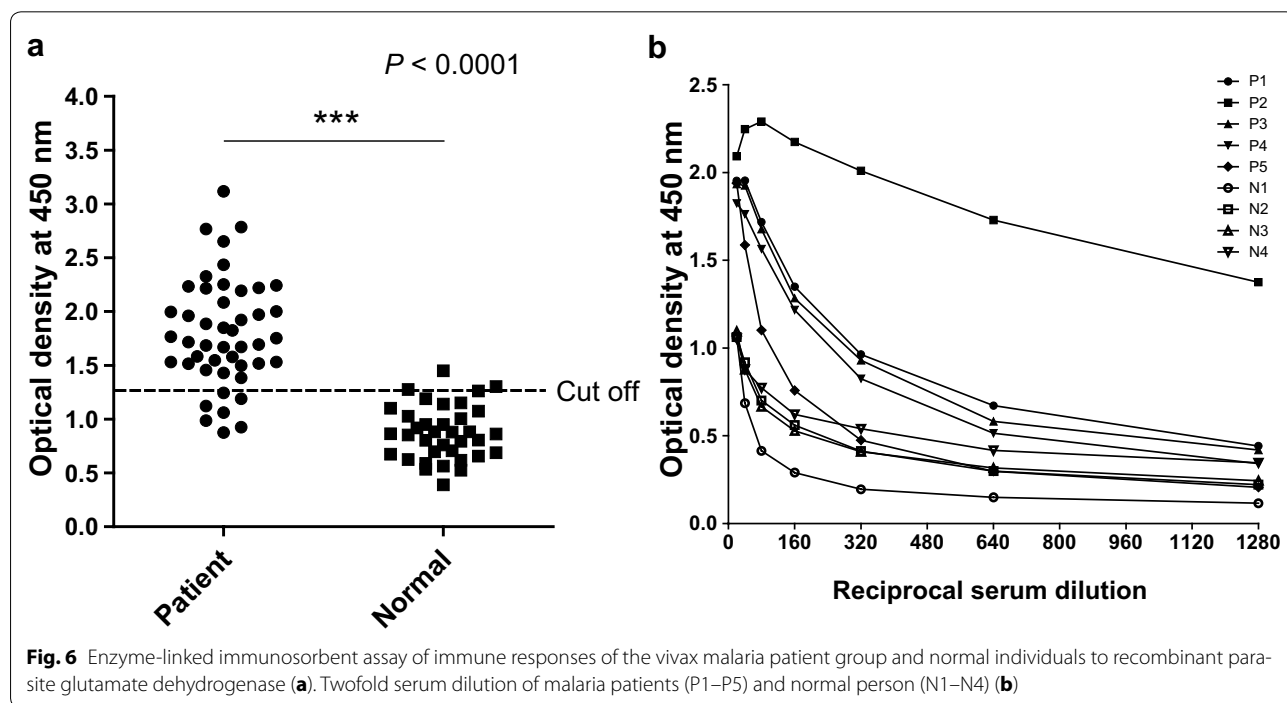 a
P < 0.0001
***
4.0
3.5
3.0
2.5
2.0
1.5
1.0
0.5
0.0
Optical density at 450 nm
Cut off
Patient
Normal
b
2.5
2.0
1.5
1.0
0.5
0.0
Optical density at 450 nm
0 160 320 480 640 800 960 1120 1280
Reciprocal serum dilution
P1
P2
P3
P4
P5
N1
N2
N3
N4
Fig. 6 Enzyme-linked immunosorbent assay of immune responses of the vivax malaria patient group and normal individuals to recombinant para-
site glutamate dehydrogenase (a). Twofold serum dilution of malaria patients (P1–P5) and normal person (N1–N4) (b)